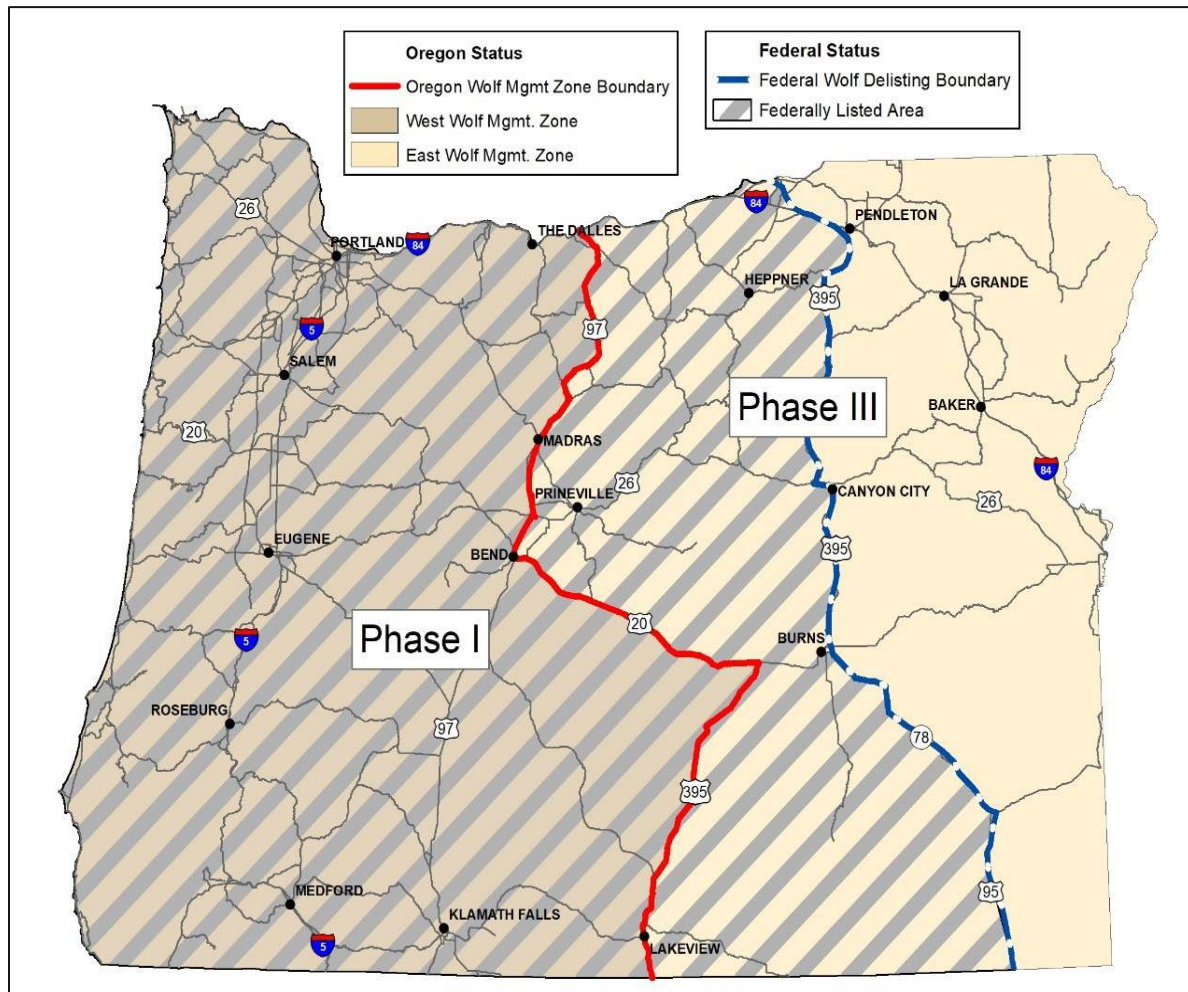 Oregon Status
Oregon Wolf Mgmt Zone Boundary
West Wolf Mgmt. Zone
East Wolf Mgmt. Zone
Federal Status
Federal Wolf Delisting Boundary
Federally Listed Area
26
PORTLAND
84
THE DALLES
84
PENDLETON
HEPPNER
LA GRANDE
395
5
97
SALEM
Phase III
BAKER
20
MADRAS
84
PRINEVILLE
26
CANYON CITY
26
EUGENE
BEND
395
5
Phase I
20
BURNS
ROSEBURG
97
78
395
MEDFORD
KLAMATH FALLS
95
5
LAKEVIEW